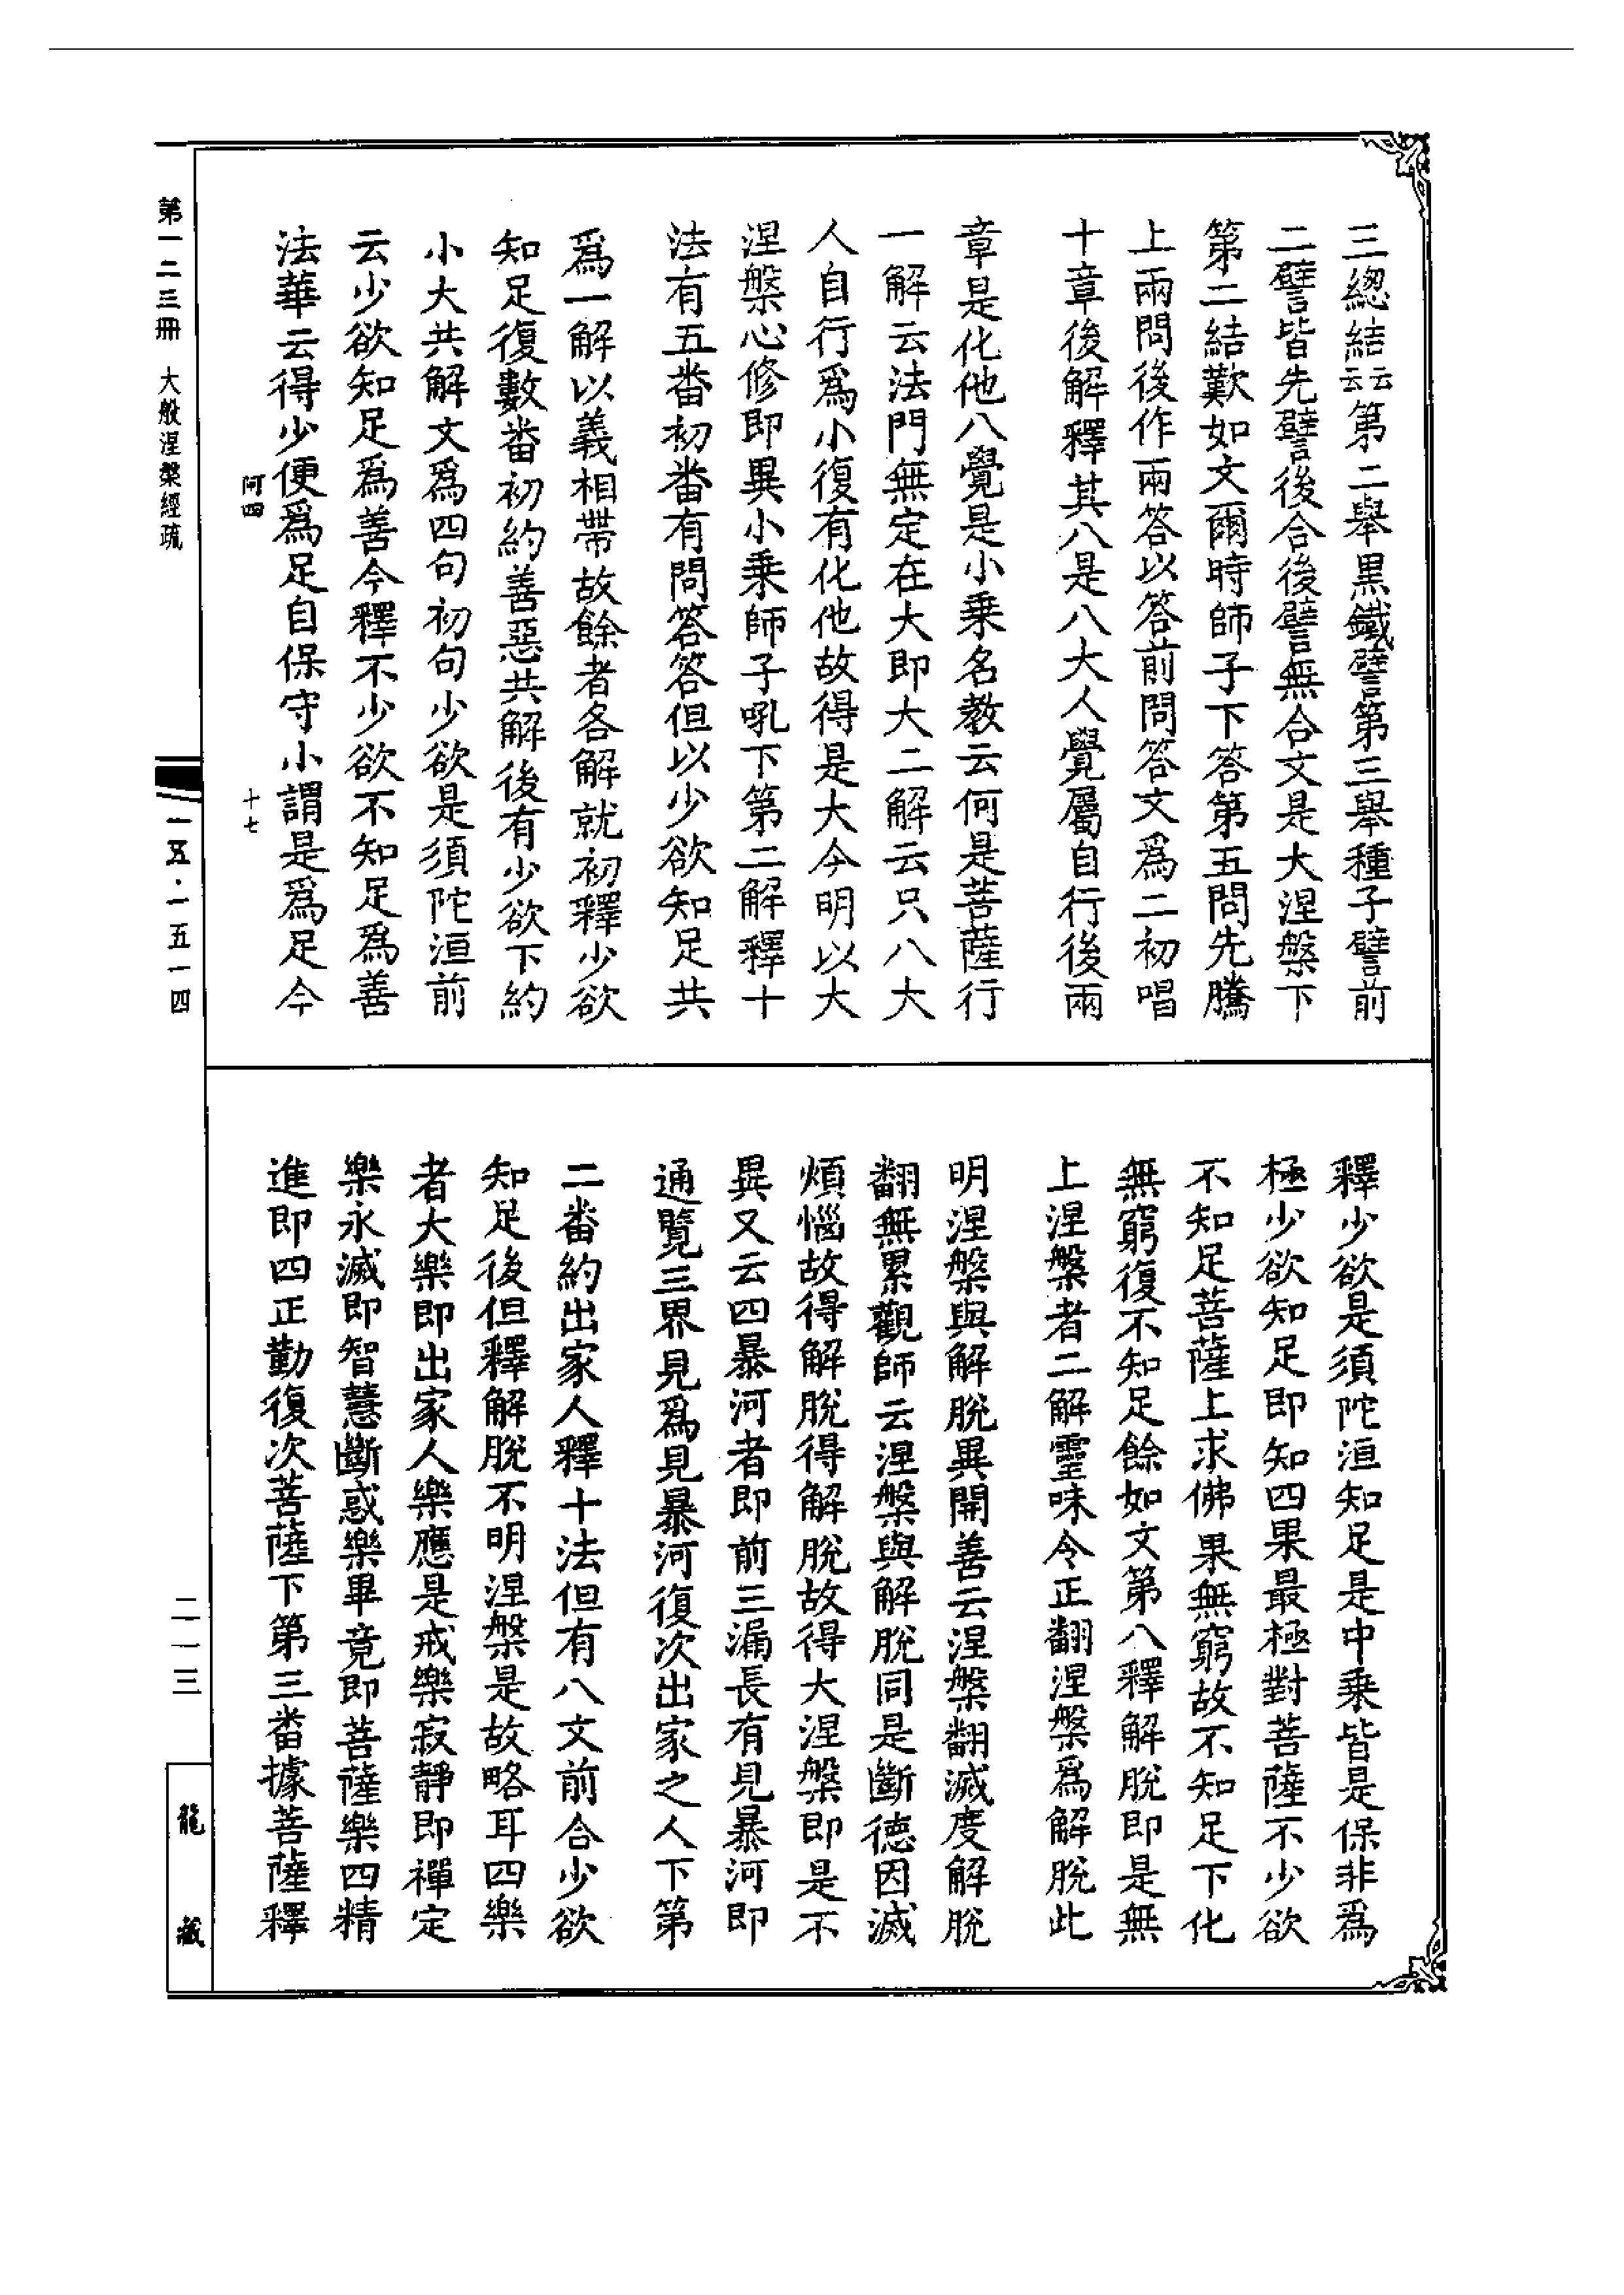 三總結云云第二舉黑鐵譬第三舉種子譬前
二譬皆先譬後合後譬無合文是大涅槃下
第二結歎如文爾時師子下答第五問先騰
上兩問後作兩答以答前問答文爲二初唱
十章後解釋其八是八大人覺屬自行後兩
章是化他八覺是小乘名教云何是菩薩行
一解云法門無定在大即大二解云只八大
人自行爲小復有化他故得是大今明以大
涅槃心修即異小乘師子吼下第二解釋十
法有五番初番有問答答但以少欲知足共
爲一解以義相帶故餘者各解就初釋少欲
知足復數番初約善惡共解後有少欲下約
小大共解文爲四句初句少欲是須陀洹前
云少欲知足爲善今釋不少欲不知足爲善
法華云得少便爲足自保守小謂是爲足今
阿四 十七
釋少欲是須陀洹知足是中乘皆是保非爲
極少欲知足即知四果最極對菩薩不少欲
不知足菩薩上求佛果無窮故不知足下化
無窮復不知足餘如文第八釋解脫即是無
上涅槃者二解靈味令正翻涅槃爲解脫此
明涅槃與解脫異開善云涅槃翻滅度解脫
翻無累觀師云涅槃與解脫同是斷德因滅
煩惱故得解脫得解脫故得大涅槃即是不
異又云四暴河者即前三漏長有見暴河即
通覽三界見爲見暴河復次出家之人下第
二番約出家人釋十法但有八文前合少欲
知足後但釋解脫不明涅槃是故略耳四樂
者大樂即出家人樂應是戒樂寂靜即禪定
樂永滅即智慧斷惑樂畢竟即菩薩樂四精
進即四正勤復次菩薩下第三番據菩薩釋
第一二三冊 大般涅槃經疏
一五·一五一四
二一三
龍藏